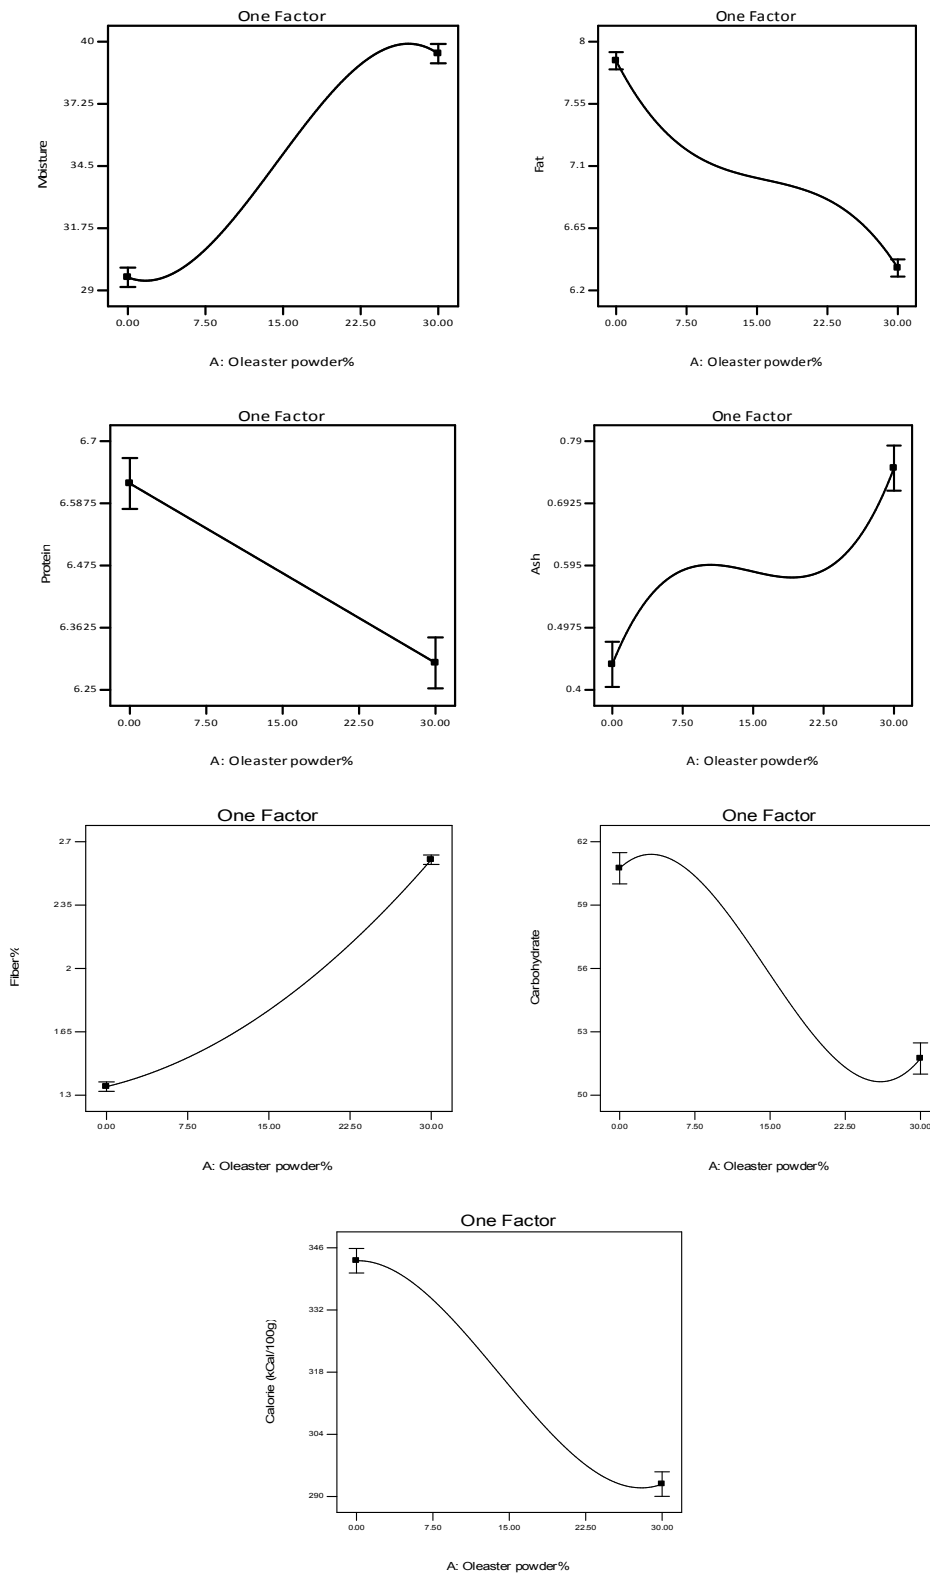 One Factor
40
37.25
34.5
31.75
29
Moisture
0.00 7.50 15.00 22.50 30.00
A: Oleaster powder%
One Factor
8
7.55
7.1
6.65
6.2
Fat
0.00 7.50 15.00 22.50 30.00
A: Oleaster powder%
One Factor
6.7
6.5875
6.475
6.3625
6.25
Protein
0.00 7.50 15.00 22.50 30.00
A: Oleaster powder%
One Factor
0.79
0.6925
0.595
0.4975
0.4
Ash
0.00 7.50 15.00 22.50 30.00
A: Oleaster powder%
One Factor
2.7
2.35
2
1.65
1.3
Fiber%
0.00 7.50 15.00 22.50 30.00
A: Oleaster powder%
One Factor
62
59
56
53
50
Carbohydrate
0.00 7.50 15.00 22.50 30.00
A: Oleaster powder%
One Factor
346
332
318
304
290
Calorie (kCal/100g)
0.00 7.50 15.00 22.50 30.00
A: Oleaster powder%